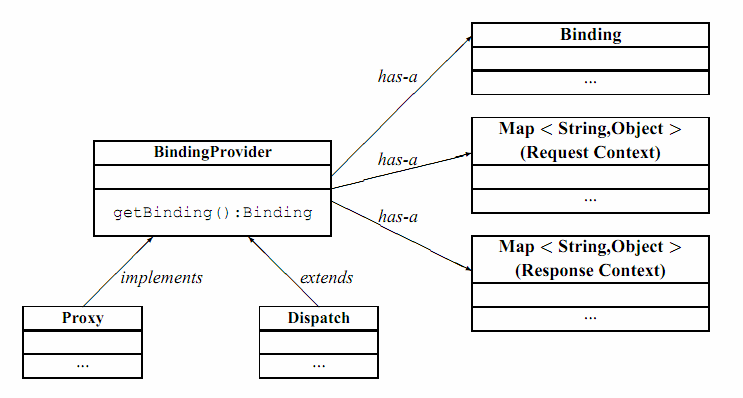 Binding
...
has-a
Map < String,Object >
(Request Context)
...
has-a
BindingProvider
getBinding():Binding
has-a
Map < String,Object >
(Response Context)
...
implements
extends
Proxy
...
Dispatch
...